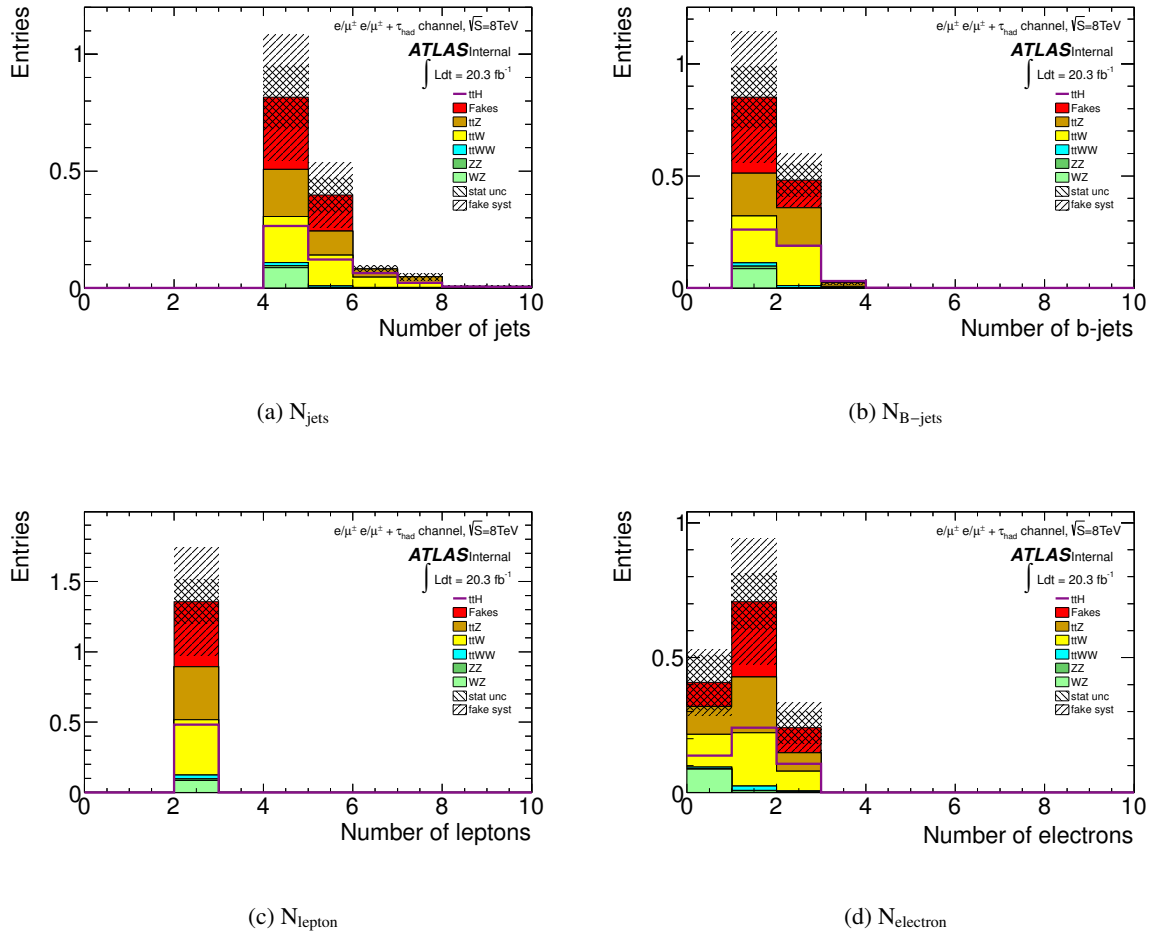 Entries
1
0.5
0
0 2 4 6 8 10
Number of jets
e/μ± e/μ± + τhad channel, √S=8TeV
ATLAS Internal
∫ Ldt = 20.3 fb-1
ttH
Fakes
ttZ
ttW
ttWW
ZZ
WZ
stat unc
fake syst
(a) Njets
Entries
1
0.5
0
0 2 4 6 8 10
Number of b-jets
e/μ± e/μ± + τhad channel, √S=8TeV
ATLAS Internal
∫ Ldt = 20.3 fb-1
ttH
Fakes
ttZ
ttW
ttWW
ZZ
WZ
stat unc
fake syst
(b) NB−jets
Entries
1.5
1
0.5
0
0 2 4 6 8 10
Number of leptons
e/μ± e/μ± + τhad channel, √S=8TeV
ATLAS Internal
∫ Ldt = 20.3 fb-1
ttH
Fakes
ttZ
ttW
ttWW
ZZ
WZ
stat unc
fake syst
(c) Nlepton
Entries
1
0.5
0
0 2 4 6 8 10
Number of electrons
e/μ± e/μ± + τhad channel, √S=8TeV
ATLAS Internal
∫ Ldt = 20.3 fb-1
ttH
Fakes
ttZ
ttW
ttWW
ZZ
WZ
stat unc
fake syst
(d) Nelectron